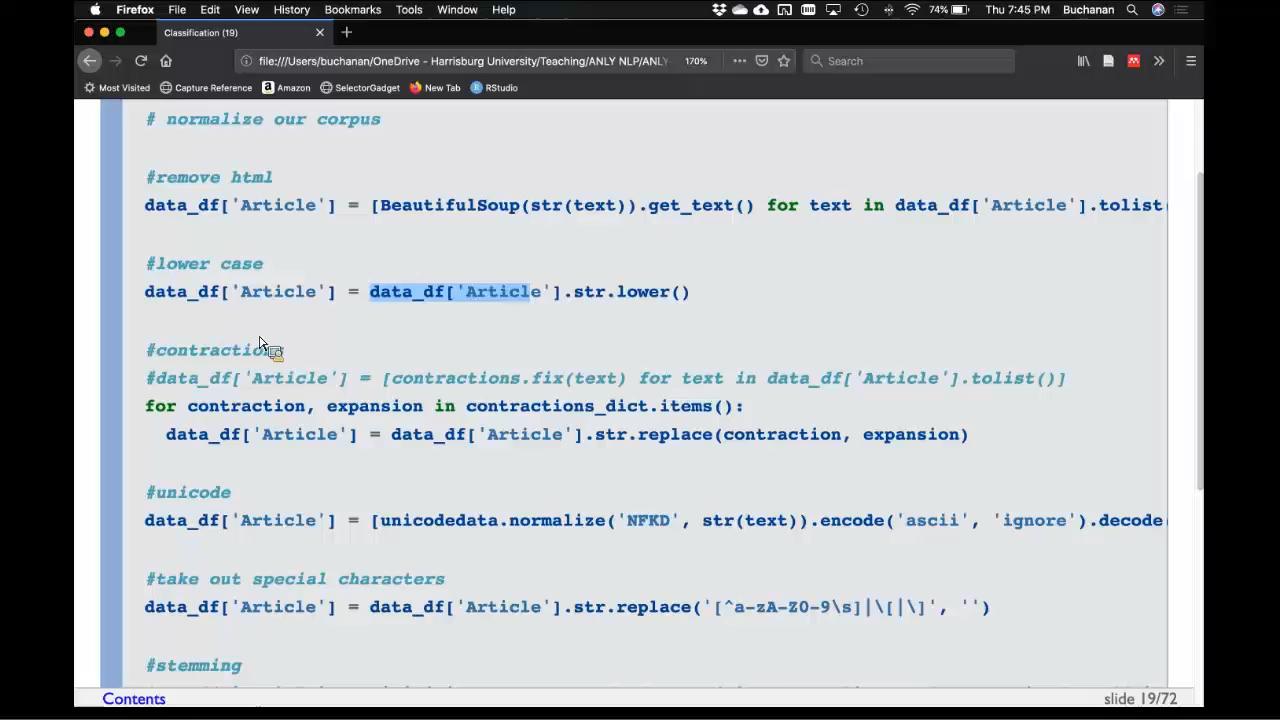 Firefox File Edit View History Bookmarks Tools Window Help 74% Thu 7:45 PM Buchanan
Classification (19)
file:///Users/buchanan/OneDrive - Harrisburg University/Teaching/ANLY NLP/ANLY 170% Search
Most Visited Capture Reference Amazon SelectorGadget New Tab RStudio
# normalize our corpus
#remove html
data_df['Article'] = [BeautifulSoup(str(text)).get_text() for text in data_df['Article'].tolist(
#lower case
data_df['Article'] = data_df['Article'].str.lower()
#contractions
#data_df['Article'] = [contractions.fix(text) for text in data_df['Article'].tolist()]
for contraction, expansion in contractions_dict.items():
data_df['Article'] = data_df['Article'].str.replace(contraction, expansion)
#unicode
data_df['Article'] = [unicodedata.normalize('NFKD', str(text)).encode('ascii', 'ignore').decode(
#take out special characters
data_df['Article'] = data_df['Article'].str.replace('[^a-zA-Z0-9\s]|\[|\]', '')
#stemming
Contents slide 19/72